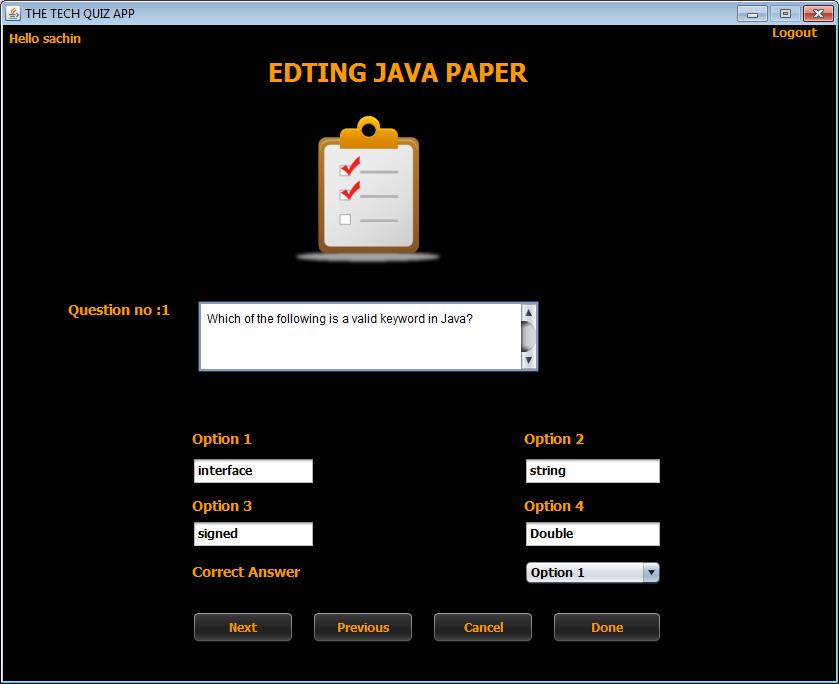 THE TECH QUIZ APP
Hello sachin
Logout
EDTING JAVA PAPER
Question no :1
Which of the following is a valid keyword in Java?
Option 1
Option 2
interface
string
Option 3
Option 4
signed
Double
Correct Answer
Option 1
Next
Previous
Cancel
Done